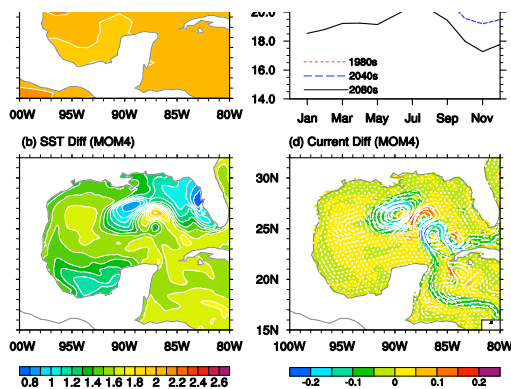 20.0
18.0
16.0
14.0
1980s
2040s
2080s
00W 95W 90W 85W 80W
Jan Mar May Jul Sep Nov
(b) SST Diff (MOM4)
(d) Current Diff (MOM4)
30N
25N
20N
15N
00W 95W 90W 85W 80W
100W 95W 90W 85W 80W
0.8 1 1.2 1.4 1.6 1.8 2 2.2 2.4 2.6
-0.2 -0.1 0 0.1 0.2